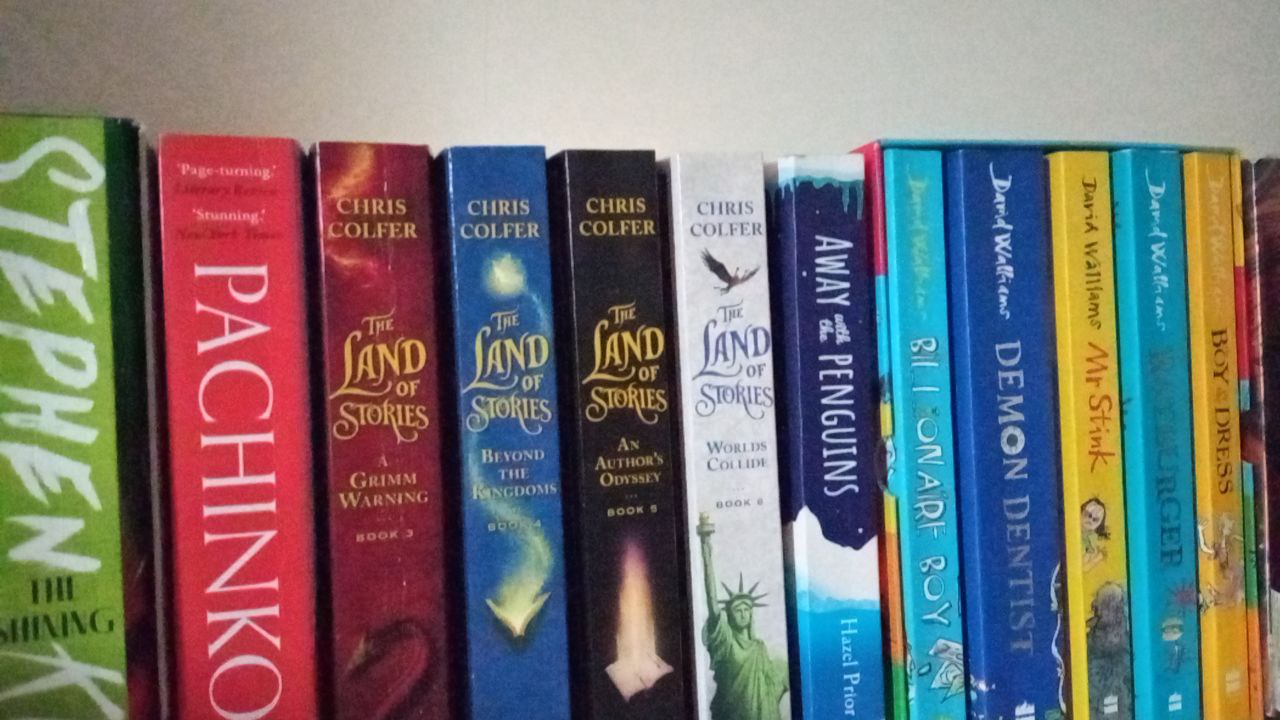 STEPHEN K
THE
SHINING
'Page-turning.'
Literary Review
'Stunning.'
New York Times
PACHINKO
CHRIS
COLFER
THE
LAND
OF
STORIES
A
GRIMM
WARNING
BOOK 3
CHRIS
COLFER
THE
LAND
OF
STORIES
BEYOND
THE
KINGDOMS
BOOK 4
CHRIS
COLFER
THE
LAND
OF
STORIES
AN
AUTHOR'S
ODYSSEY
BOOK 5
CHRIS
COLFER
THE
LAND
OF
STORIES
WORLDS
COLLIDE
BOOK 6
AWAY with the PENGUINS
Hazel Prior
David Walliams BILLIONAIRE BOY
David Walliams DEMON DENTIST
David Walliams Mr Stink
David Walliams RATBURGER
David Walliams BOY in the DRESS